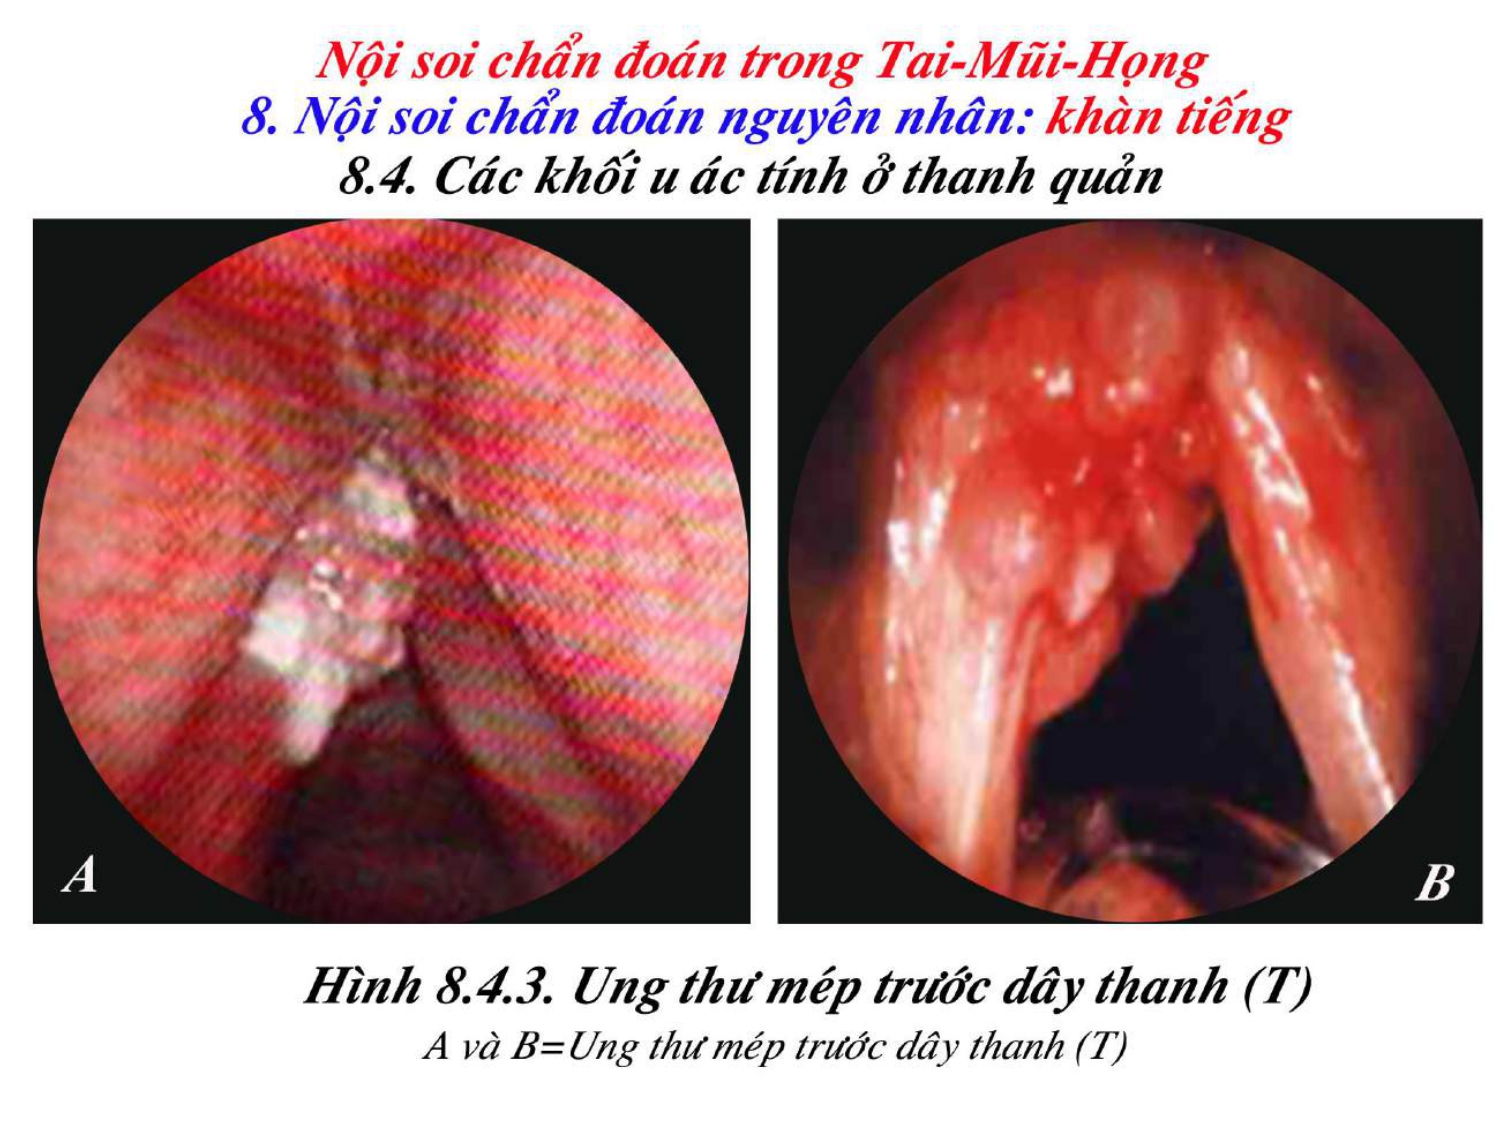 Nội soi chẩn đoán trong Tai-Mũi-Họng
8. Nội soi chẩn đoán nguyên nhân: khàn tiếng
8.4. Các khối u ác tính ở thanh quản
A
B
Hình 8.4.3. Ung thư mép trước dây thanh (T)
A và B=Ung thư mép trước dây thanh (T)